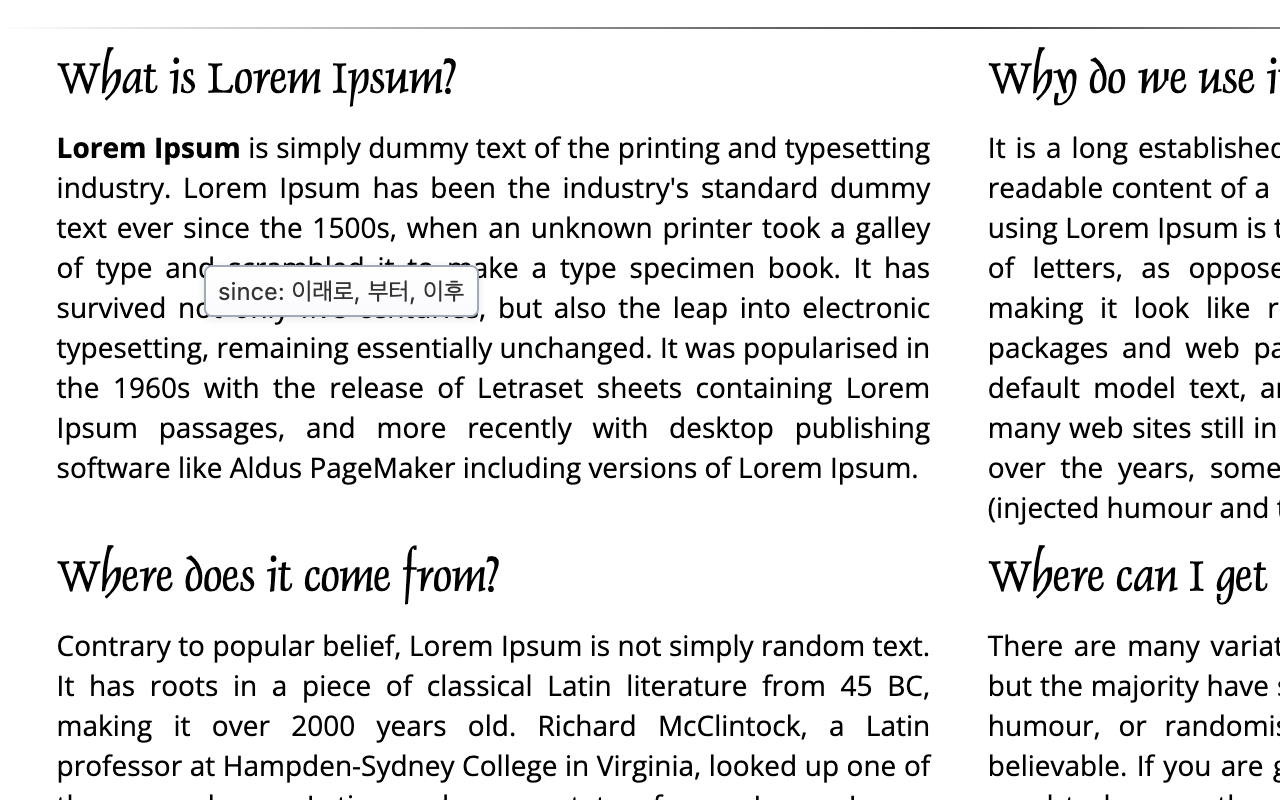 What is Lorem Ipsum?
Lorem Ipsum is simply dummy text of the printing and typesetting
industry. Lorem Ipsum has been the industry's standard dummy
text ever since the 1500s, when an unknown printer took a galley
of type and scrambled it to make a type specimen book. It has
since: 이래로, 부터, 이후
survived not only five centuries, but also the leap into electronic
typesetting, remaining essentially unchanged. It was popularised in
the 1960s with the release of Letraset sheets containing Lorem
Ipsum passages, and more recently with desktop publishing
software like Aldus PageMaker including versions of Lorem Ipsum.
Where does it come from?
Contrary to popular belief, Lorem Ipsum is not simply random text.
It has roots in a piece of classical Latin literature from 45 BC,
making it over 2000 years old. Richard McClintock, a Latin
professor at Hampden-Sydney College in Virginia, looked up one of
Why do we use
It is a long established
readable content of a
using Lorem Ipsum is
of letters, as
making it look like
packages and web
default model text,
many web sites still in
over the years, some
(injected humour and
Where can I get
There are many
but the majority have
humour, or
believable. If you are